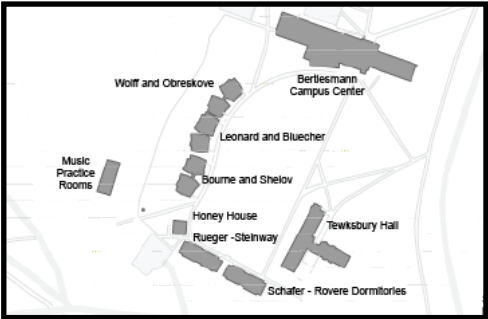 Wolff and Obreskove
Bertlesmann
Campus Center
Leonard and Bluecher
Music
Practice
Rooms
Bourne and Shelov
Honey House
Tewksbury Hall
Rueger -Steinway
Schafer - Rovere Dormitories